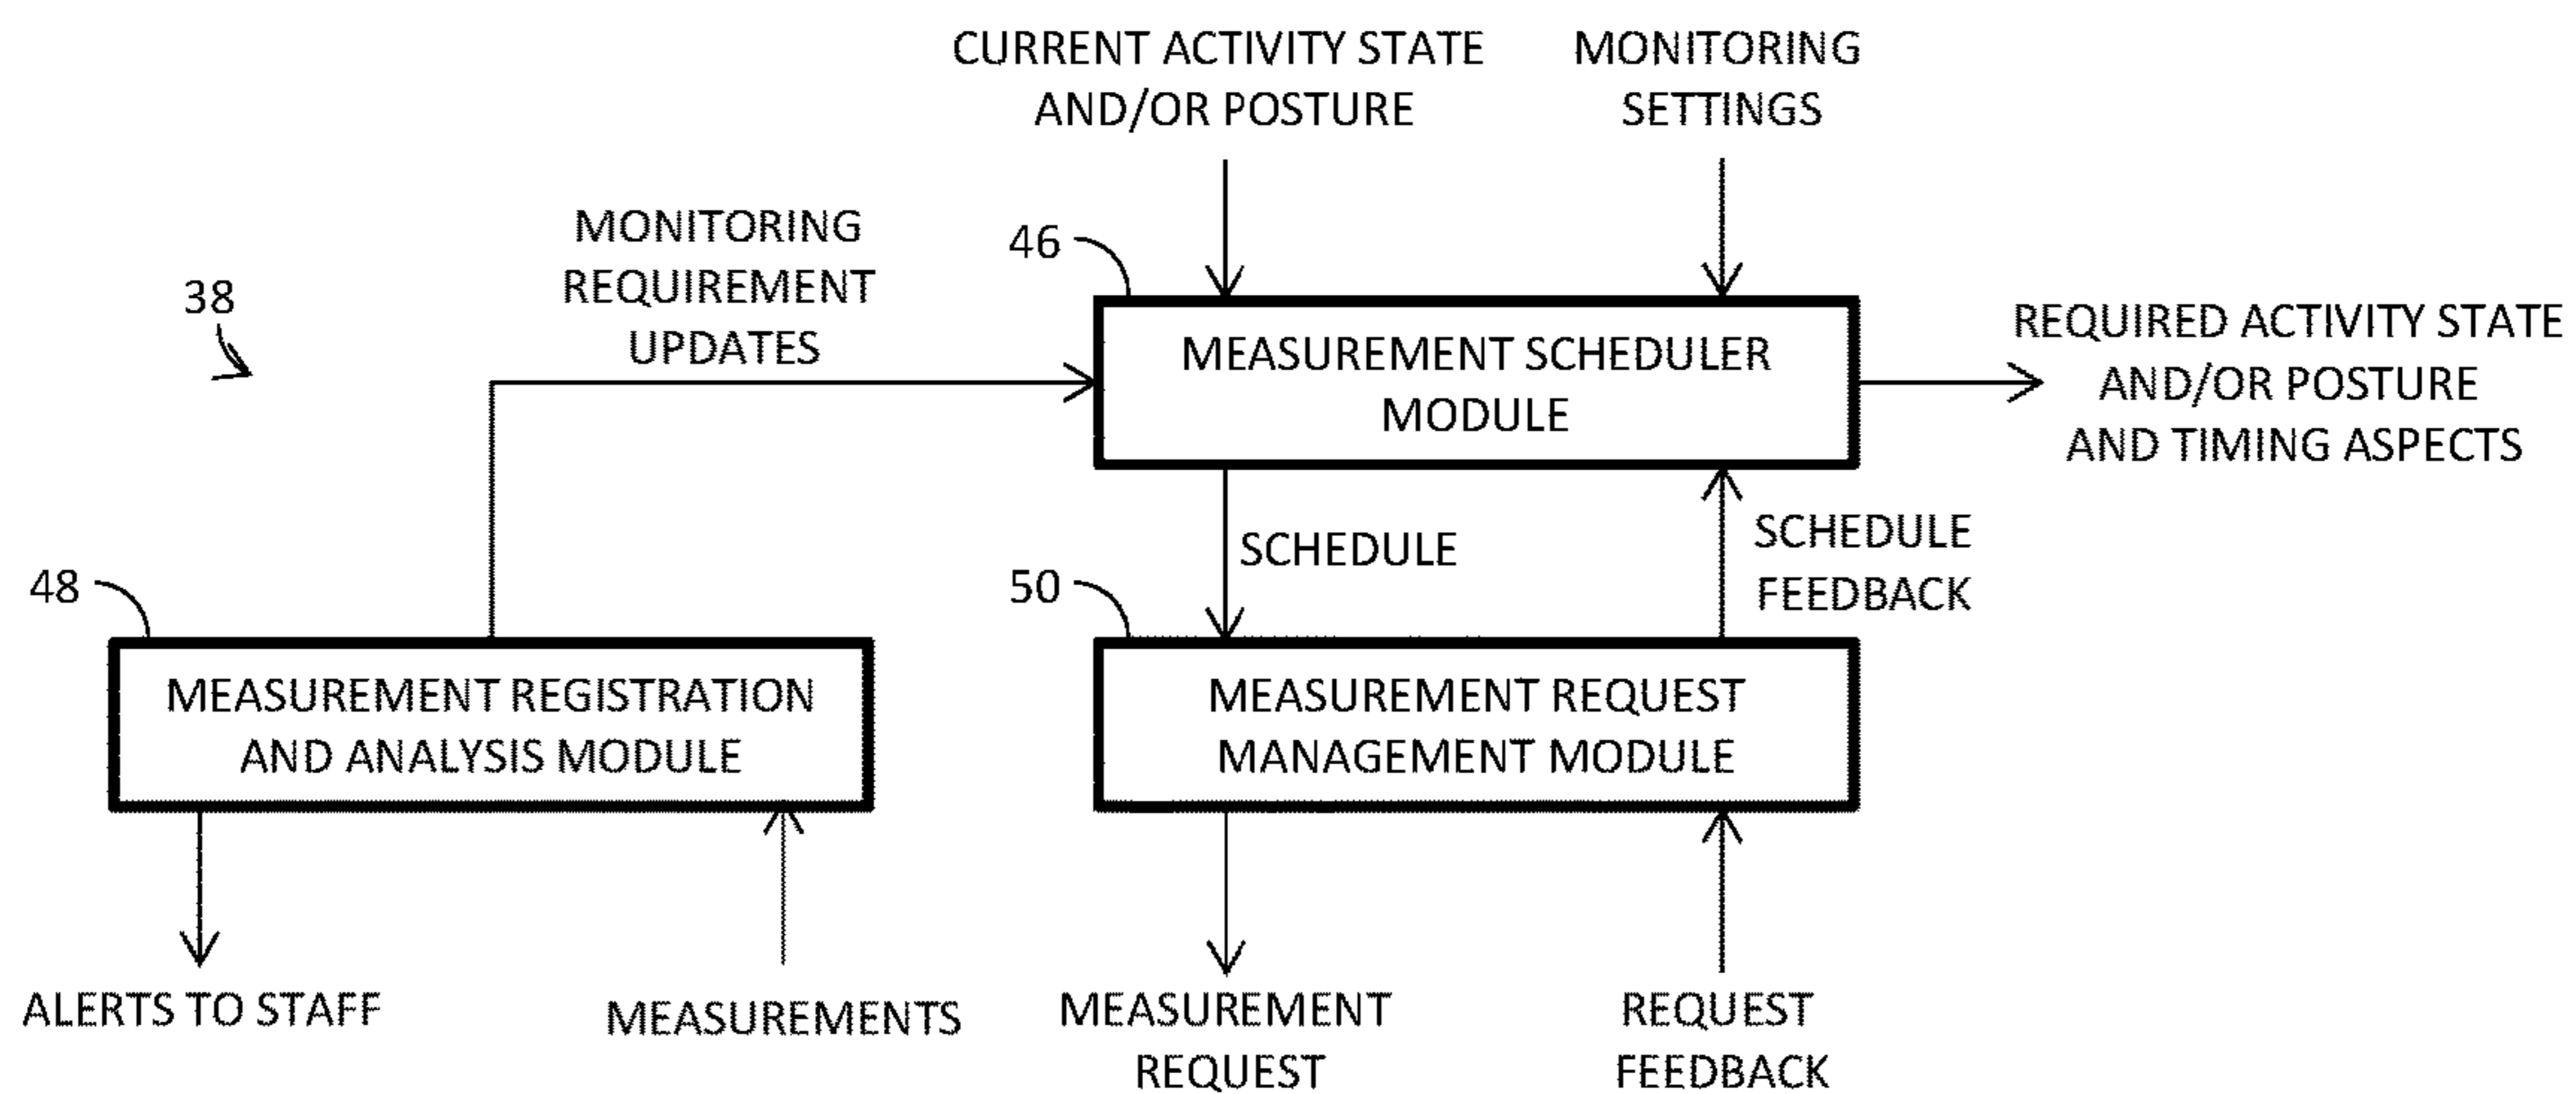 CURRENT ACTIVITY STATE
AND/OR POSTURE
MONITORING
SETTINGS
MONITORING
REQUIREMENT
UPDATES
46
38
MEASUREMENT SCHEDULER
MODULE
REQUIRED ACTIVITY STATE
AND/OR POSTURE
AND TIMING ASPECTS
SCHEDULE
SCHEDULE
FEEDBACK
48
50
MEASUREMENT REGISTRATION
AND ANALYSIS MODULE
MEASUREMENT REQUEST
MANAGEMENT MODULE
ALERTS TO STAFF
MEASUREMENTS
MEASUREMENT
REQUEST
REQUEST
FEEDBACK